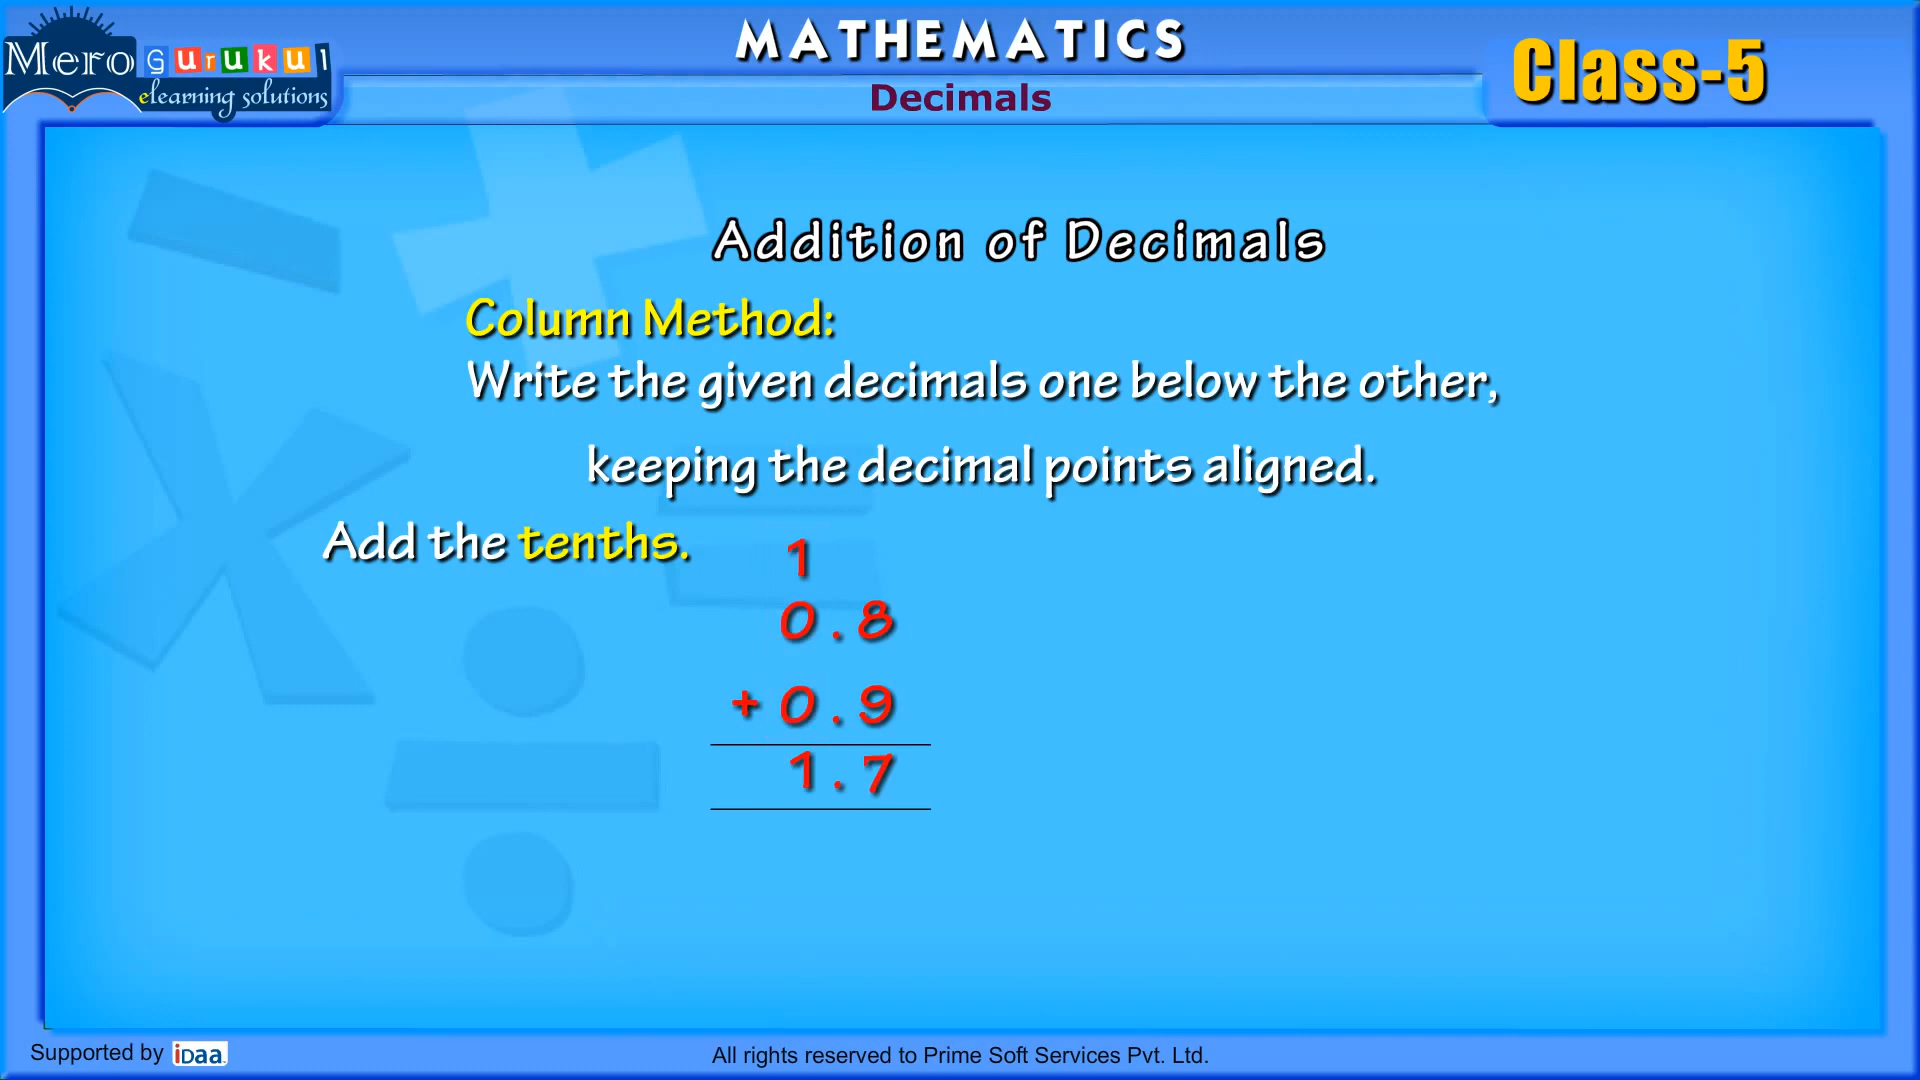 MATHEMATICS
Mero Gurukul
elearning solutions
Decimals
Class-5
Addition of Decimals
Column Method:
Write the given decimals one below the other,
keeping the decimal points aligned.
Add the tenths.
1
0.8
+ 0.9
1.7
Supported by iDaa
All rights reserved to Prime Soft Services Pvt. Ltd.